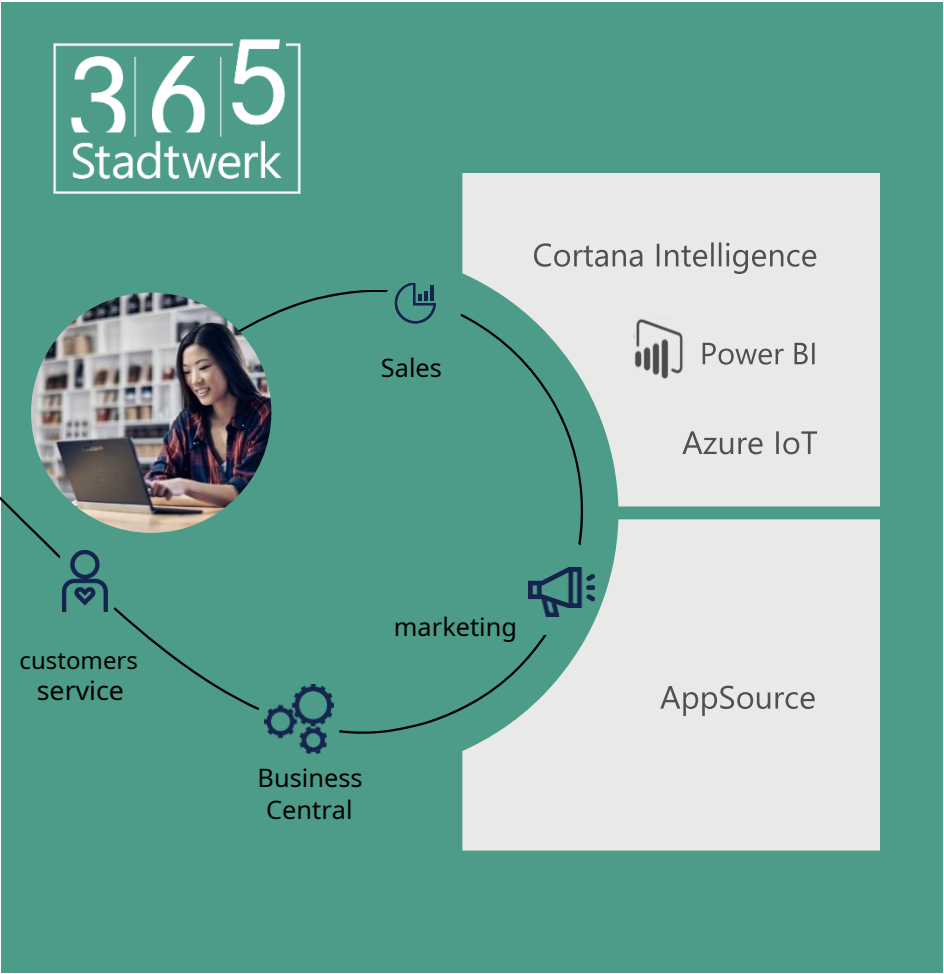 365
Stadtwerk
Cortana Intelligence
Power BI
Azure IoT
Sales
marketing
customers
service
Business
Central
AppSource